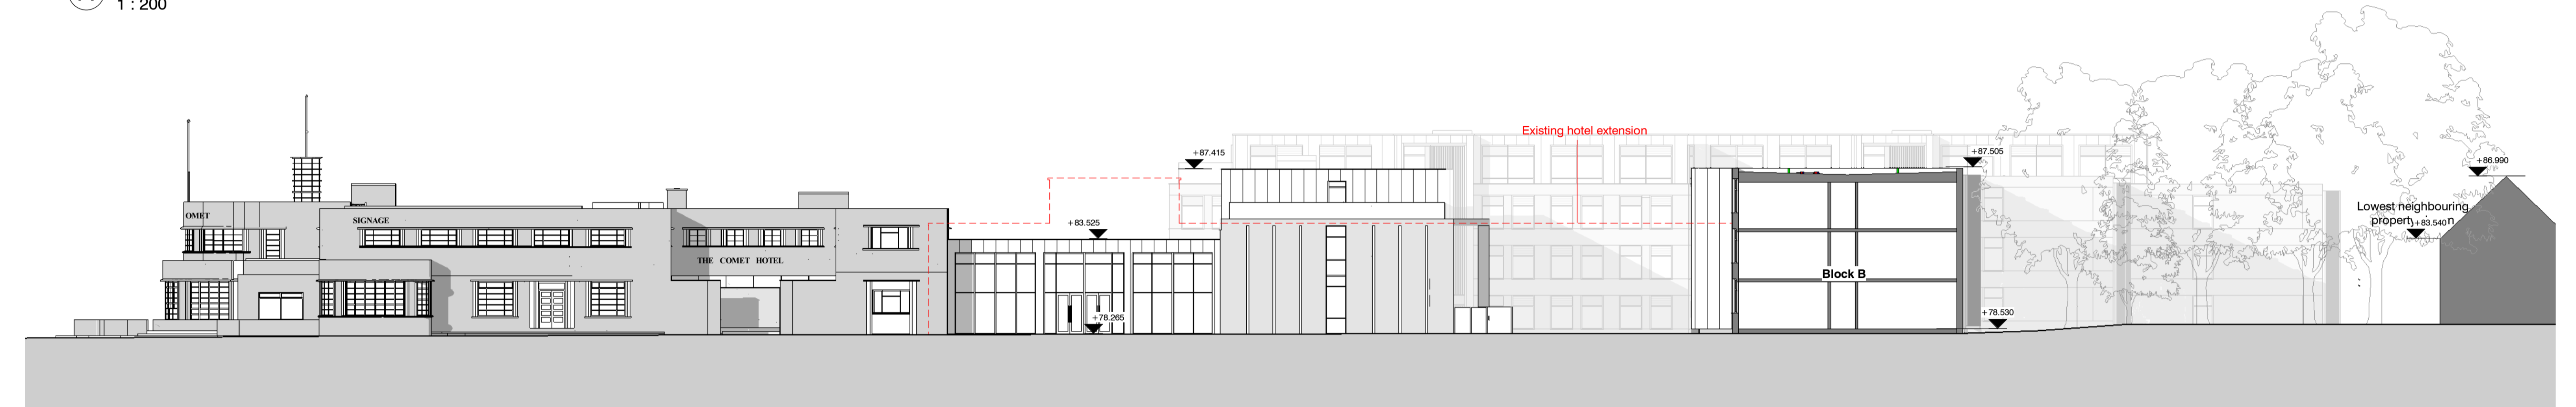 1 : 200
Existing hotel extension
+87.415
+87.505
+86.990
OMET
SIGNAGE
+83.525
Lowest neighbouring
property +83.540 n
THE COMET HOTEL
Block B
+78.265
+78.530